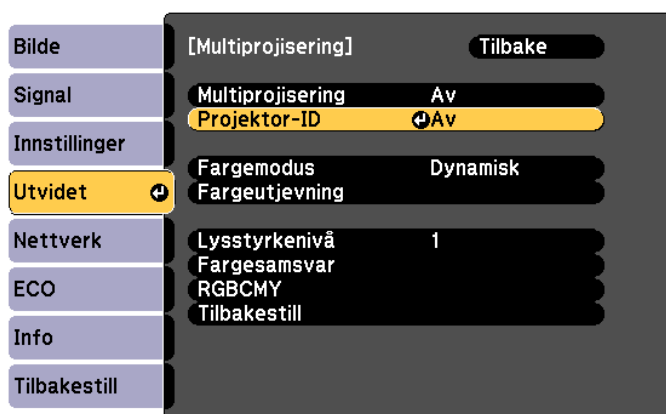 Bilde
Signal
Innstillinger
Utvidet
Nettverk
ECO
Info
Tilbakestill
[Multiprojisering] Tilbake
Multiprojisering Av
Projektor-ID Av
Fargemodus Dynamisk
Fargeutjevning
Lysstyrkenivå 1
Fargesamsvar
RGBCMY
Tilbakestill